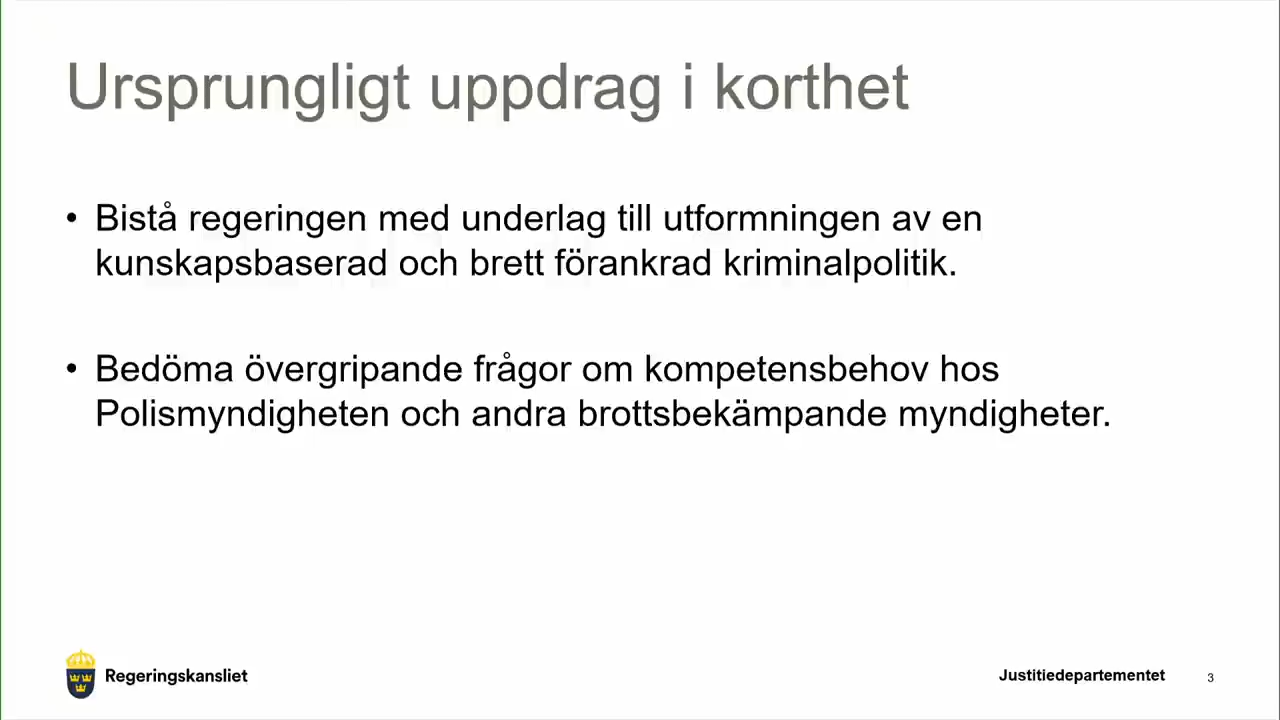 Ursprungligt uppdrag i korthet
• Bistå regeringen med underlag till utformningen av en
kunskapsbaserad och brett förankrad kriminalpolitik.
• Bedöma övergripande frågor om kompetensbehov hos
Polismyndigheten och andra brottsbekämpande myndigheter.
Regeringskansliet
Justitiedepartementet
3